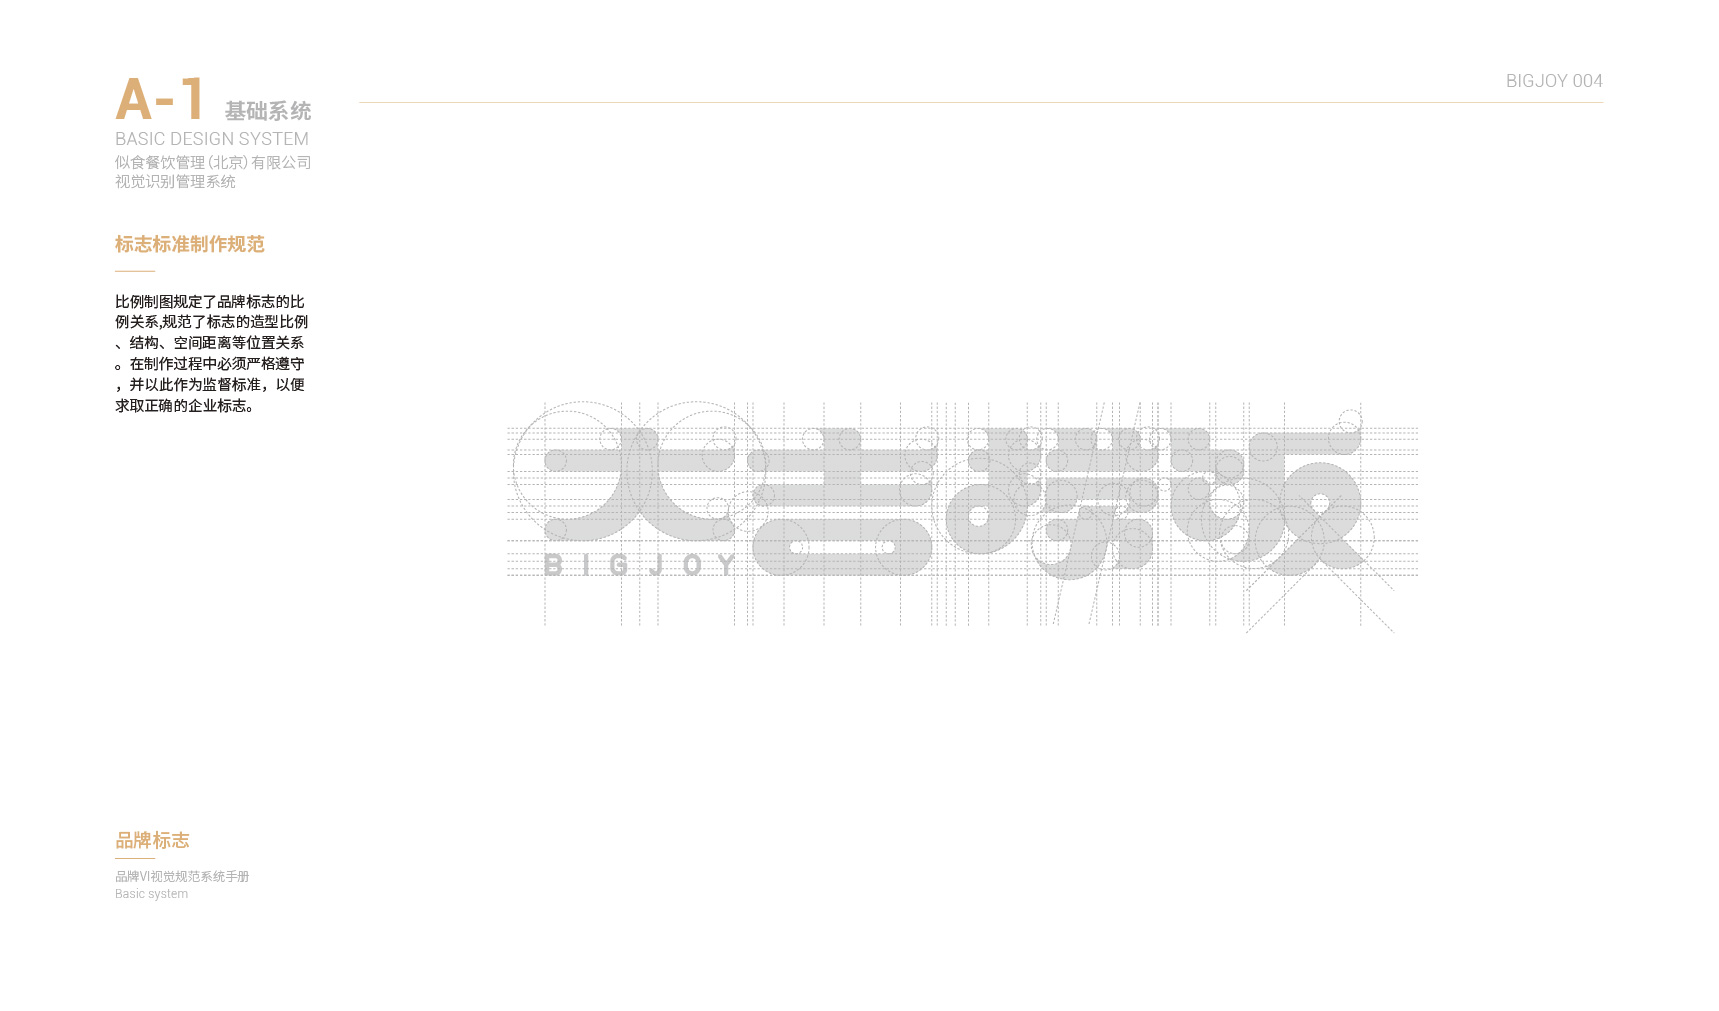 A-1 基础系统
BIGJOY 004
BASIC DESIGN SYSTEM
似食餐饮管理(北京)有限公司
视觉识别管理系统
标志标准制作规范
比例制图规定了品牌标志的比
例关系,规范了标志的造型比例
、结构、空间距离等位置关系
。在制作过程中必须严格遵守
，并以此作为监督标准，以便
求取正确的企业标志。
BIGJOY
品牌标志
品牌VI视觉规范系统手册
Basic system